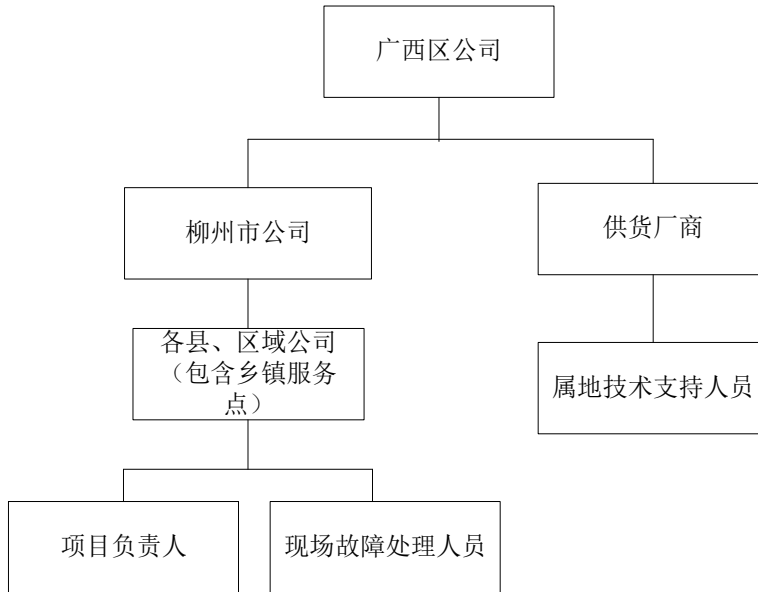 广西区公司
柳州市公司
供货厂商
各县、区域公司
（包含乡镇服务
点）
属地技术支持人员
项目负责人
现场故障处理人员